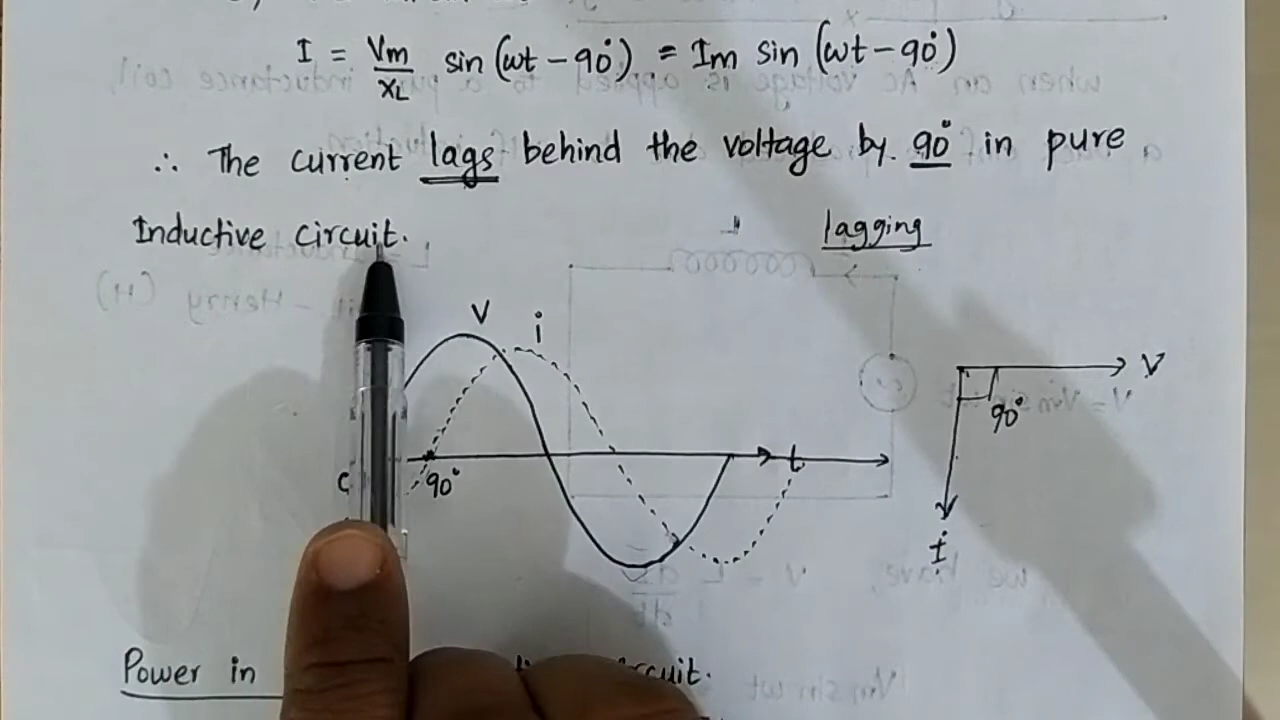 I = Vm/XL sin (ωt - 90°) = Im sin (ωt - 90°)
∴ The current lags behind the voltage by 90° in pure
Inductive circuit.
lagging
V
i
V
90°
90°
t
i
Power in